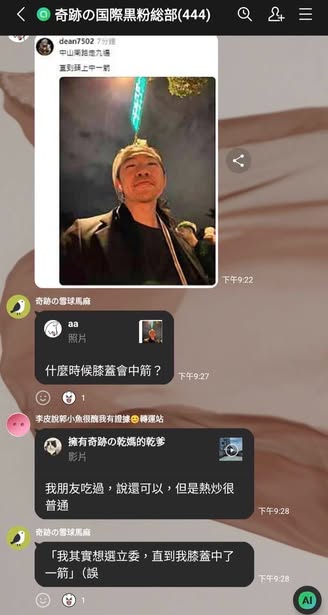 奇跡の国際黒粉総部(444)
dean7502 7分鐘
中山南路走九遍
直到頭上中一箭
下午9:22
奇跡の雪球馬麻
aa
照片
什麼時候膝蓋會中箭？
下午9:27
1
李皮說郭小魚很醜我有證據😊轉運站
擁有奇跡の乾媽的乾爹
影片
我朋友吃過，說還可以，但是熱炒很
普通
下午9:28
奇跡の雪球馬麻
「我其實想選立委，直到我膝蓋中了
一箭」（誤
下午9:28
1
AI